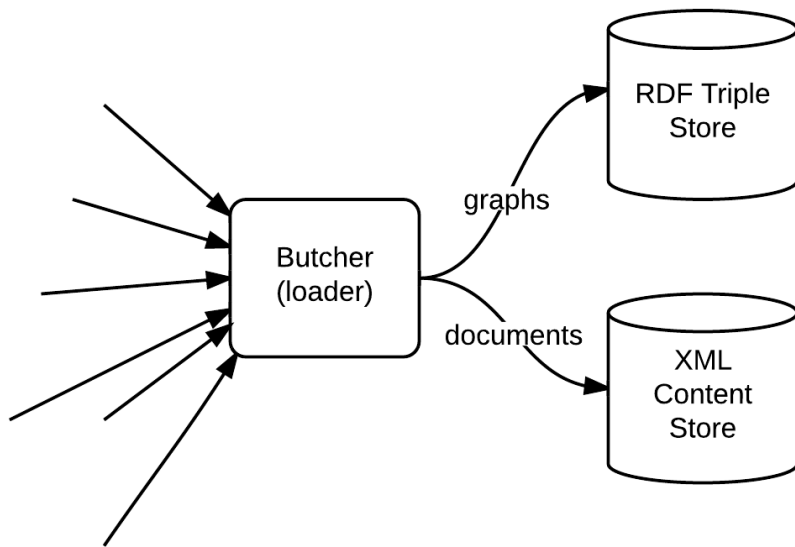 RDF Triple
Store
graphs
Butcher
(loader)
documents
XML
Content
Store